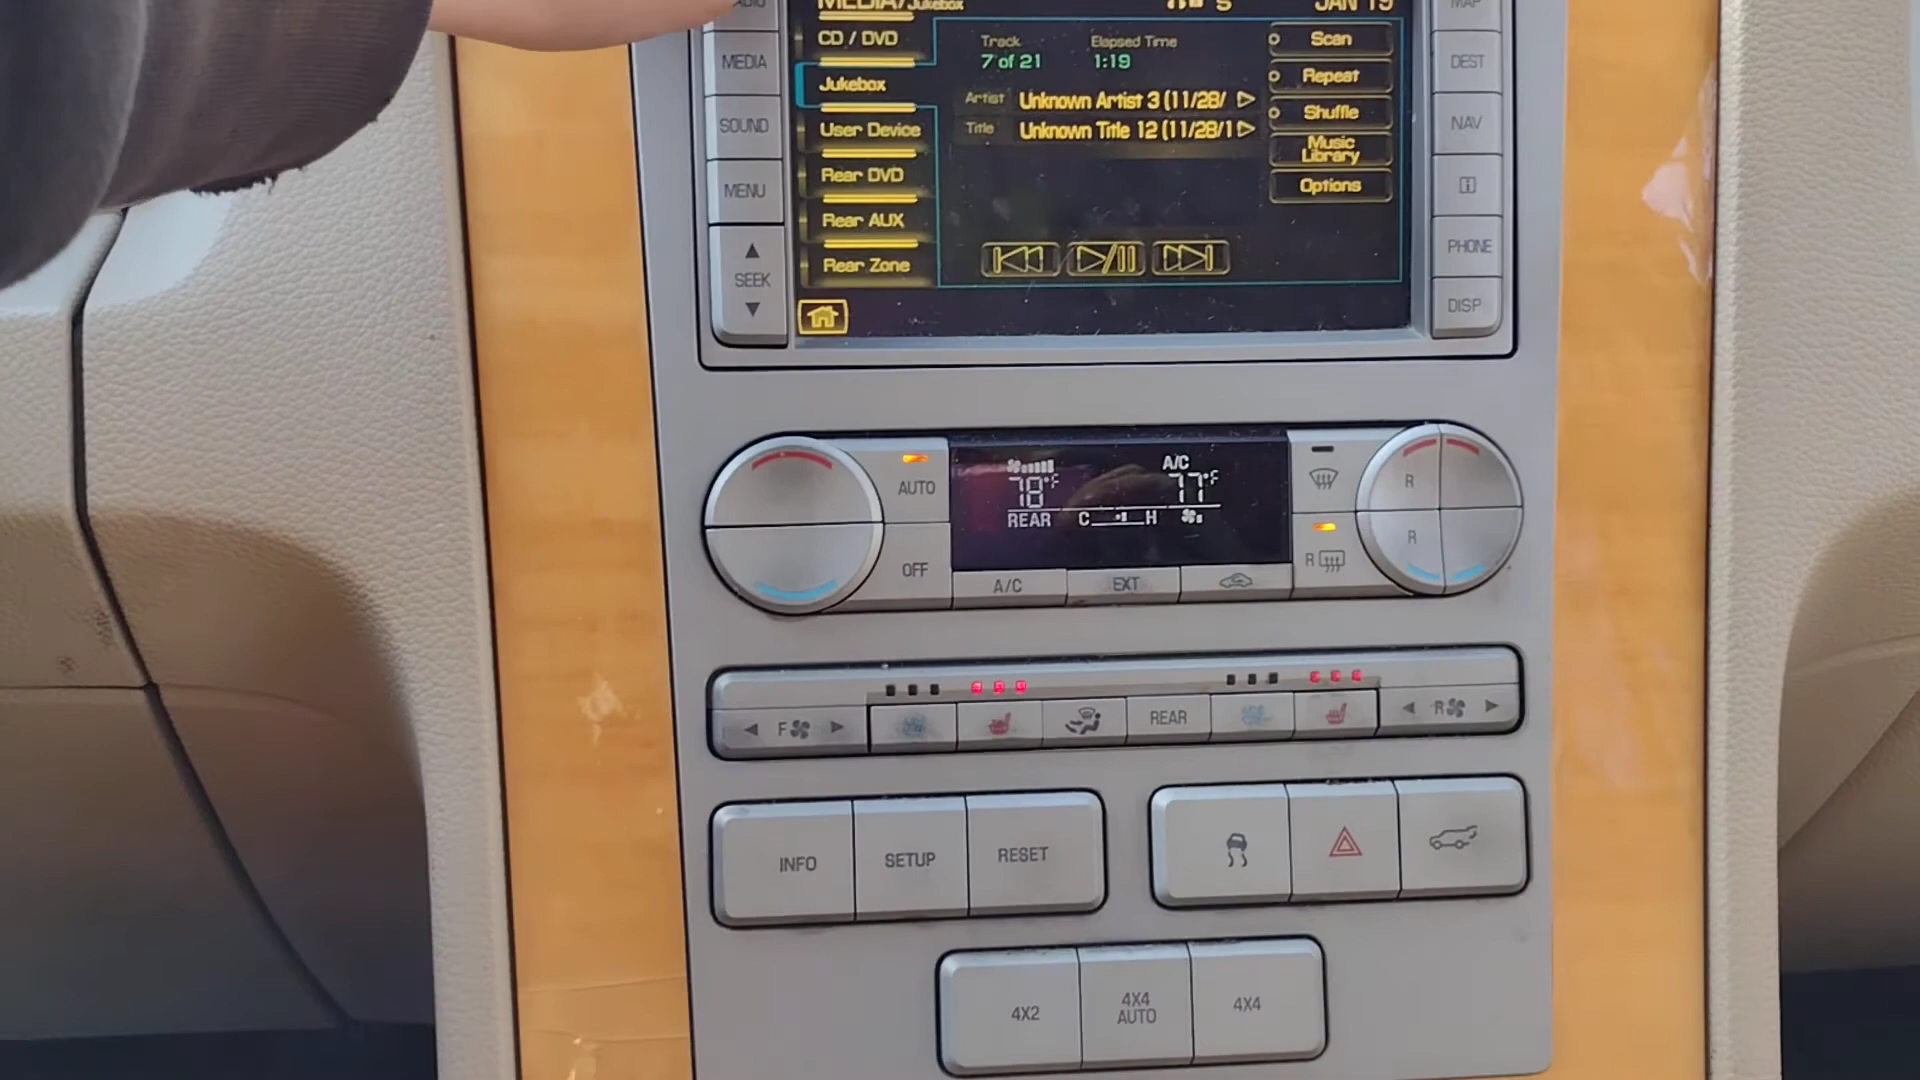 MEDIA/Jukebox
S
JAN 19
MAP
CD / DVD
Track
Elapsed Time
Scan
MEDIA
7 of 21
1:19
DEST
Jukebox
Repeat
Artist
Unknown Artist 3 (11/28/
Shuffle
SOUND
User Device
Title
Unknown Title 12 (11/28/1
NAV
Music
Library
Rear DVD
Options
MENU
Rear AUX
PHONE
SEEK
Rear Zone
DISP
AUTO
78°F
A/C
77°F
R
REAR
C
H
R
OFF
A/C
EXT
R
F
REAR
R
INFO
SETUP
RESET
4X2
4X4
AUTO
4X4